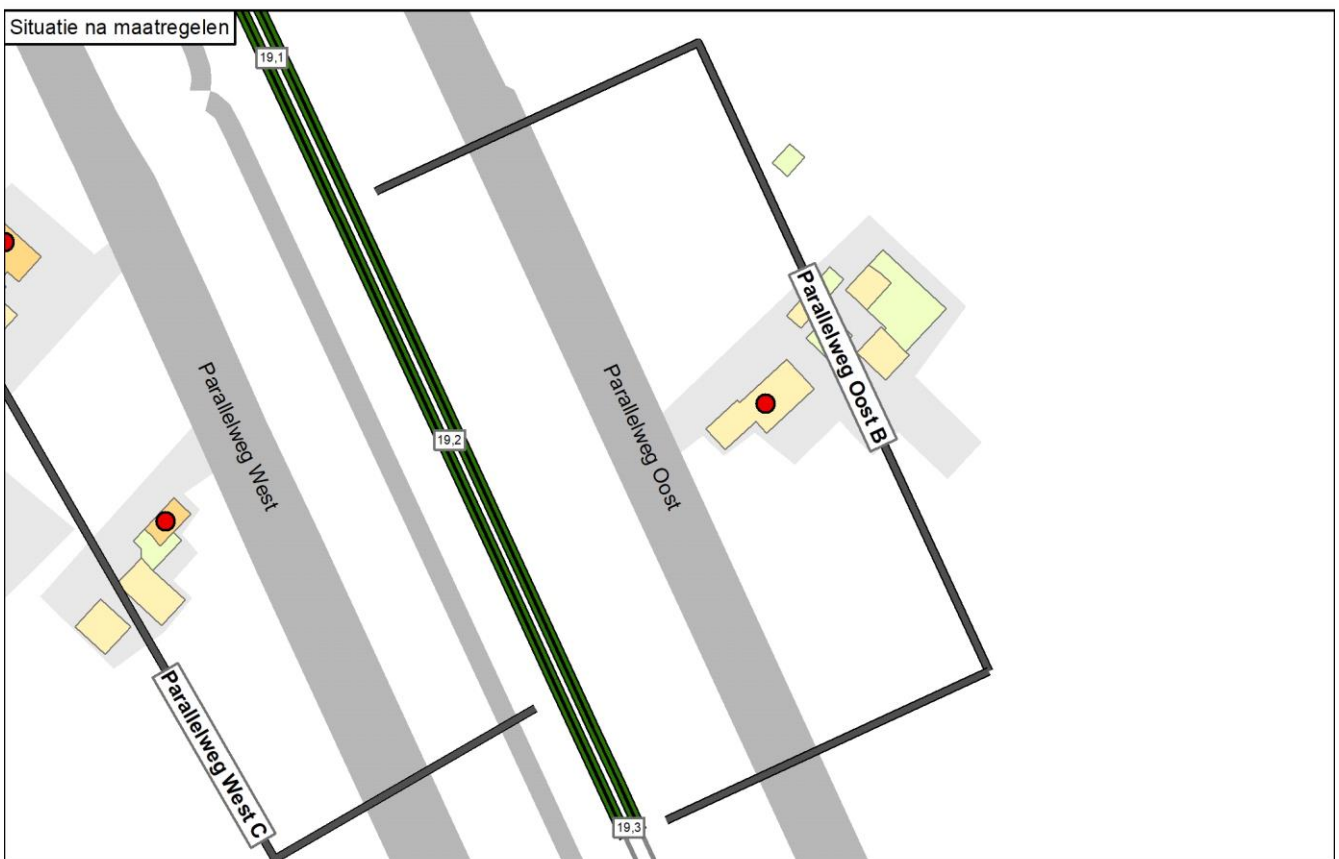 Situatie na maatregelen
19,1
Parallelweg Oost B
Parallelweg West
Parallelweg Oost
19,2
Parallelweg West C
19,3